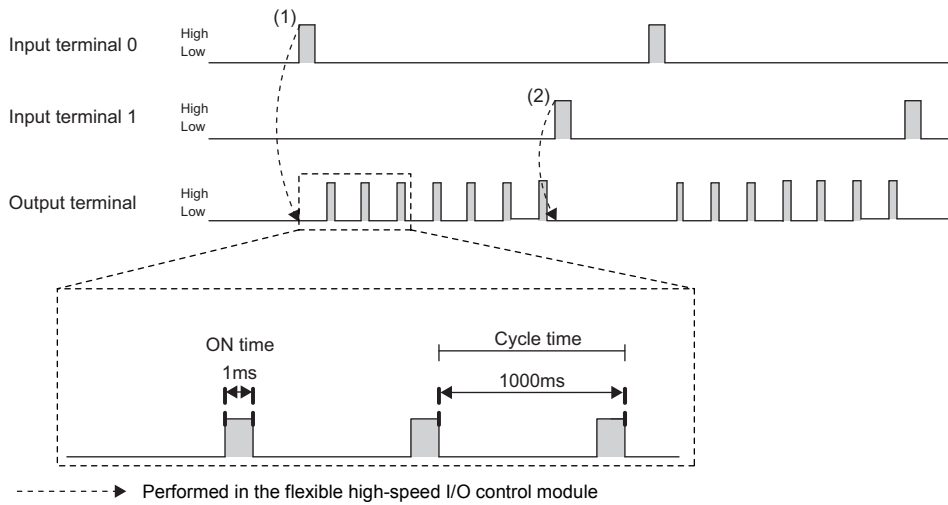 (1)
Input terminal 0
High
Low
(2)
Input terminal 1
High
Low
Output terminal
High
Low
ON time
1ms
Cycle time
1000ms
Performed in the flexible high-speed I/O control module